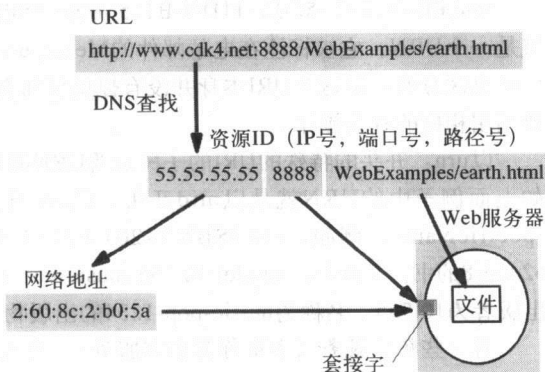 URL
http://www.cdk4.net:8888/WebExamples/earth.html
DNS查找
资源ID（IP号，端口号，路径号）
55.55.55.55 8888 WebExamples/earth.html
Web服务器
网络地址
2:60:8c:2:b0:5a
文件
套接字